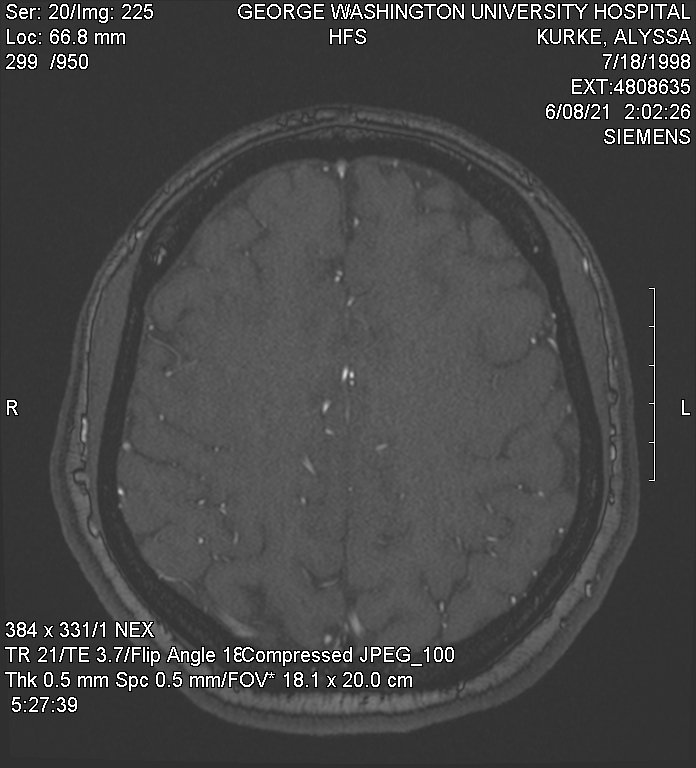 Ser: 20/Img: 225
Loc: 66.8 mm
299 /950
GEORGE WASHINGTON UNIVERSITY HOSPITAL
HFS
KURKE, ALYSSA
7/18/1998
EXT:4808635
6/08/21 2:02:26
SIEMENS
R
L
384 x 331/1 NEX
TR 21/TE 3.7/Flip Angle 18Compressed JPEG_100
Thk 0.5 mm Spc 0.5 mm/FOV* 18.1 x 20.0 cm
5:27:39